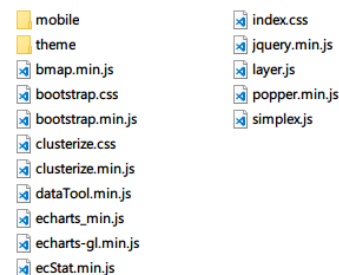 mobile
theme
bmap.min.js
bootstrap.css
bootstrap.min.js
clusterize.css
clusterize.min.js
dataTool.min.js
echarts_min.js
echarts-gl.min.js
ecStat.min.js
index.css
jquery.min.js
layer.js
popper.min.js
simplex.js